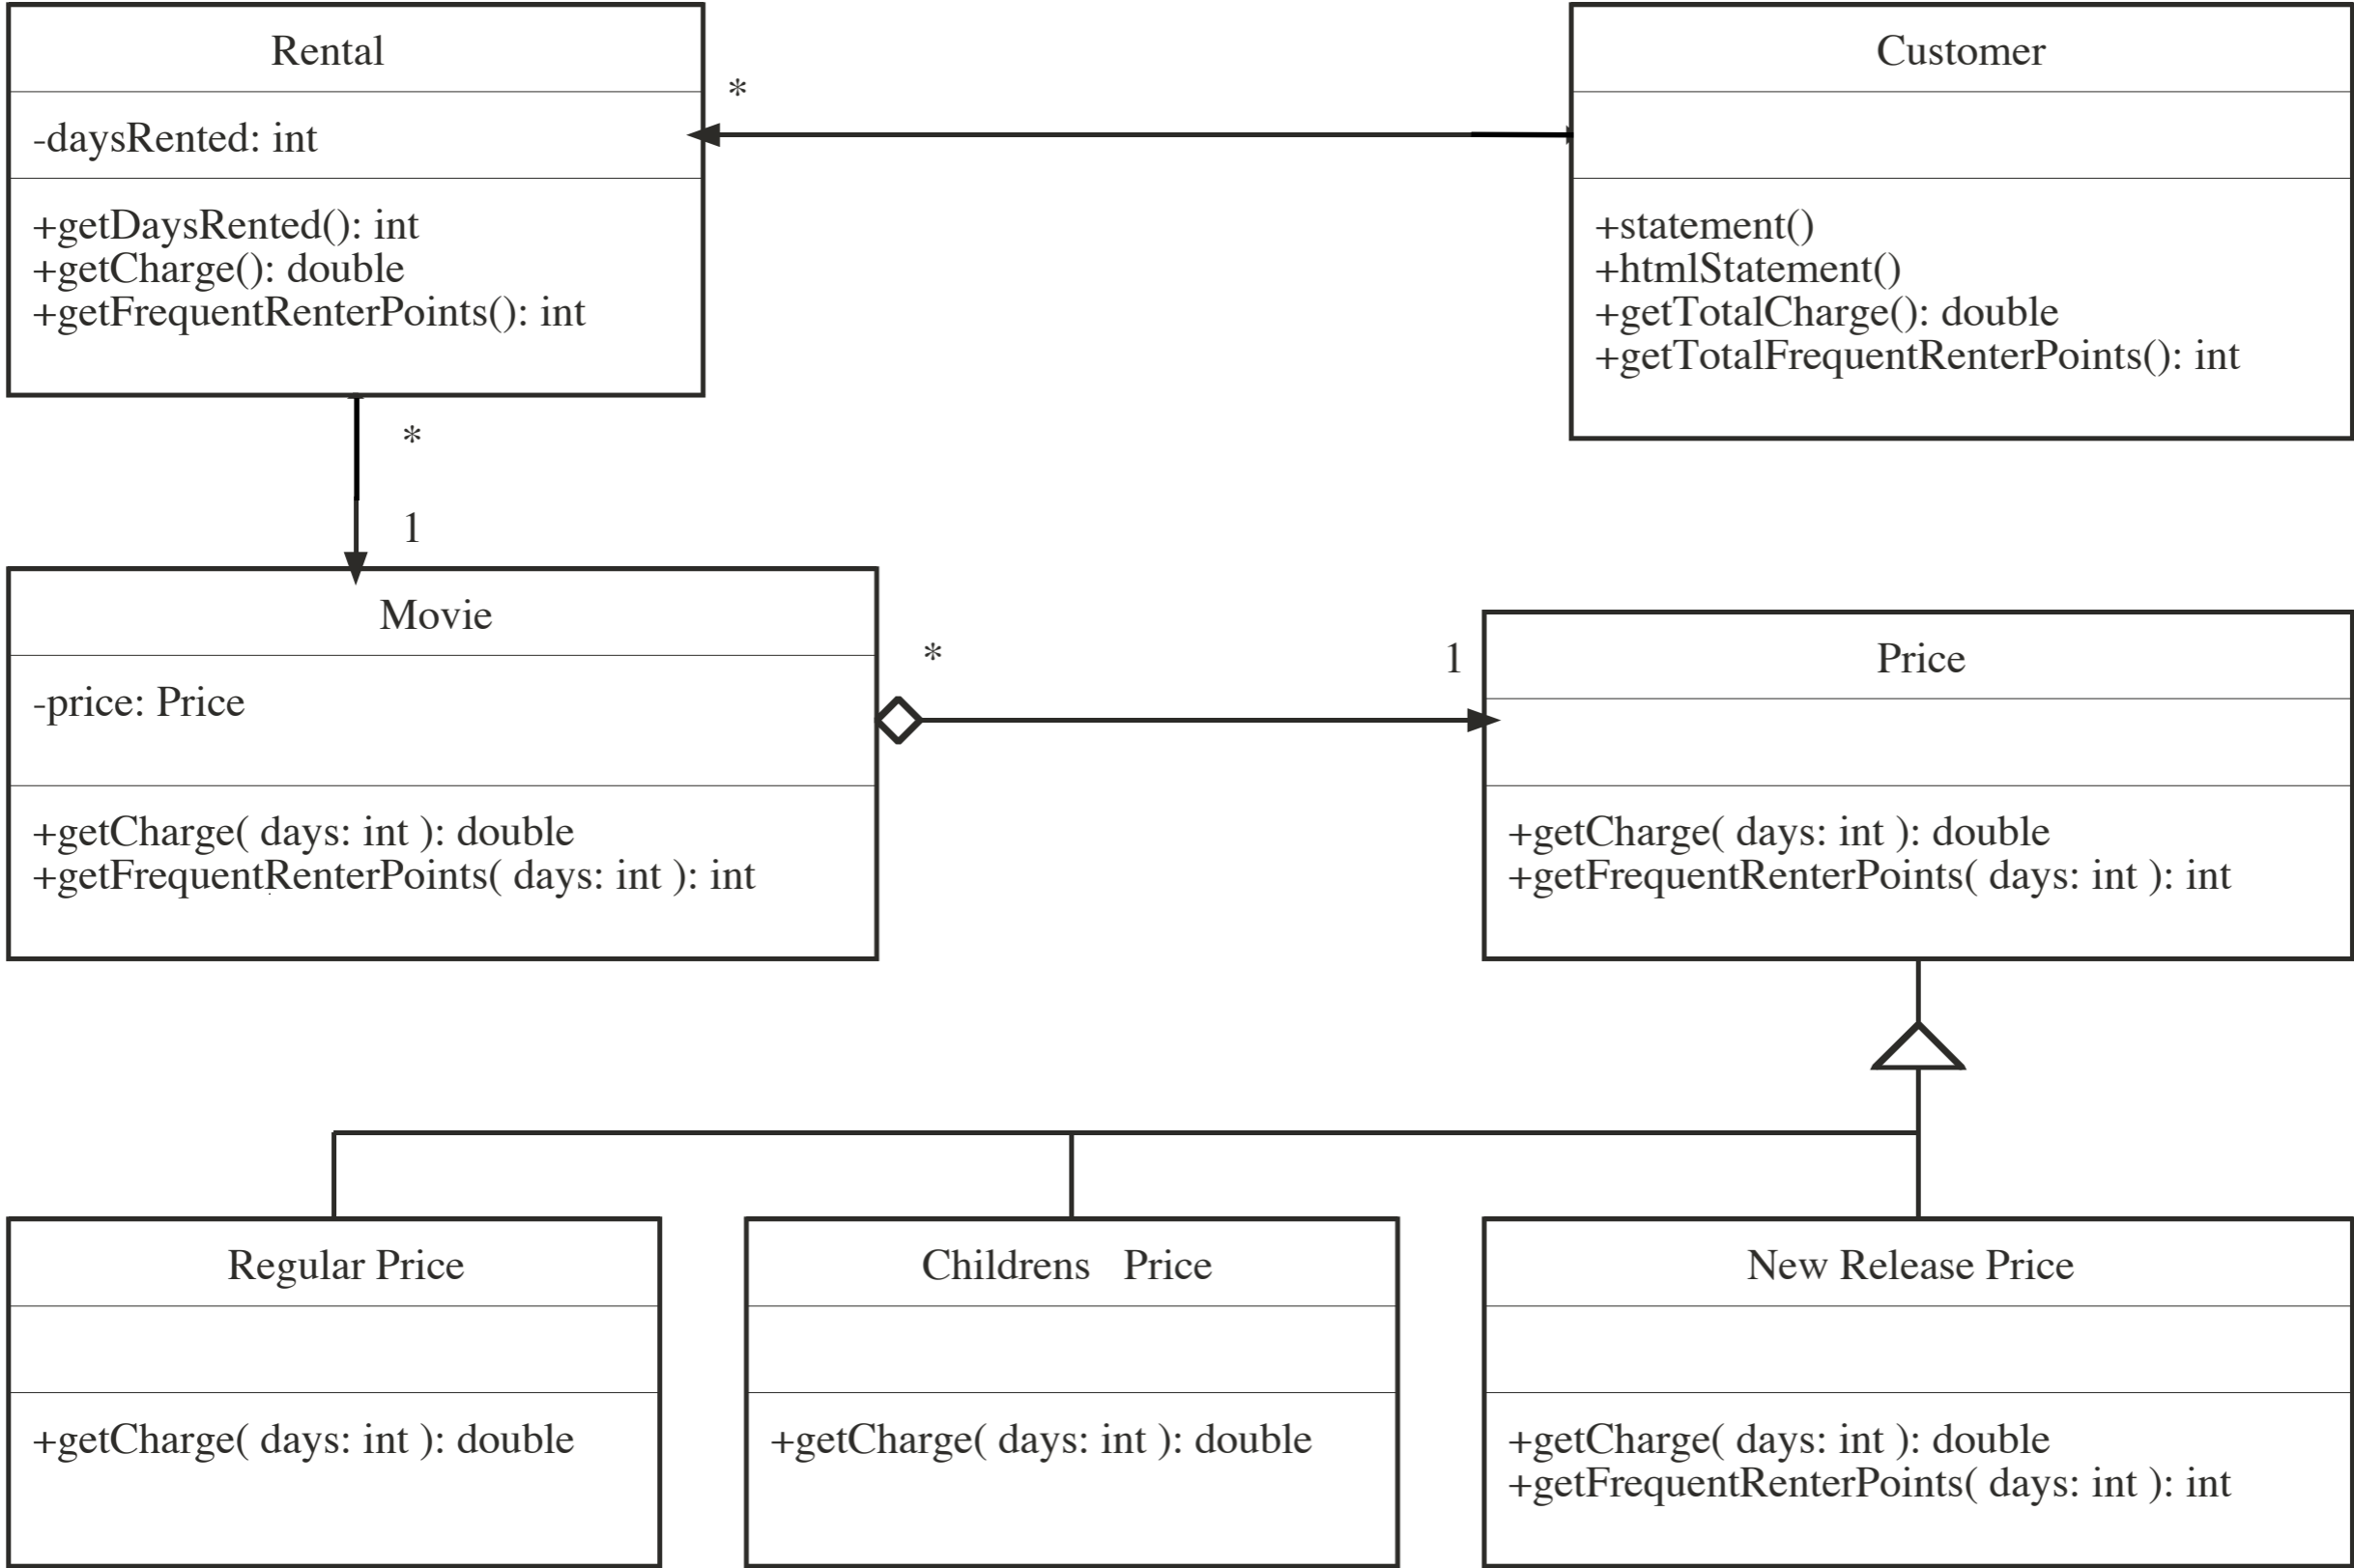 Rental
-daysRented: int
+getDaysRented(): int
+getCharge(): double
+getFrequentRenterPoints(): int
*
Customer
+statement()
+htmlStatement()
+getTotalCharge(): double
+getTotalFrequentRenterPoints(): int
*
1
Movie
-price: Price
+getCharge( days: int ): double
+getFrequentRenterPoints( days: int ): int
*
1
Price
+getCharge( days: int ): double
+getFrequentRenterPoints( days: int ): int
Regular Price
+getCharge( days: int ): double
Childrens Price
+getCharge( days: int ): double
New Release Price
+getCharge( days: int ): double
+getFrequentRenterPoints( days: int ): int